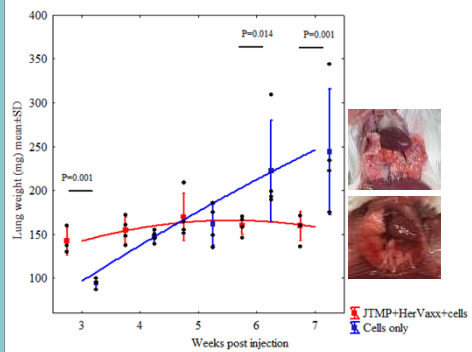 400
350
300
250
200
150
100
Lung weight (mg) mean±SD
P=0.001
P=0.014
P=0.001
3 4 5 6 7
Weeks post injection
JTMP+HerVaxx+cells
Cells only